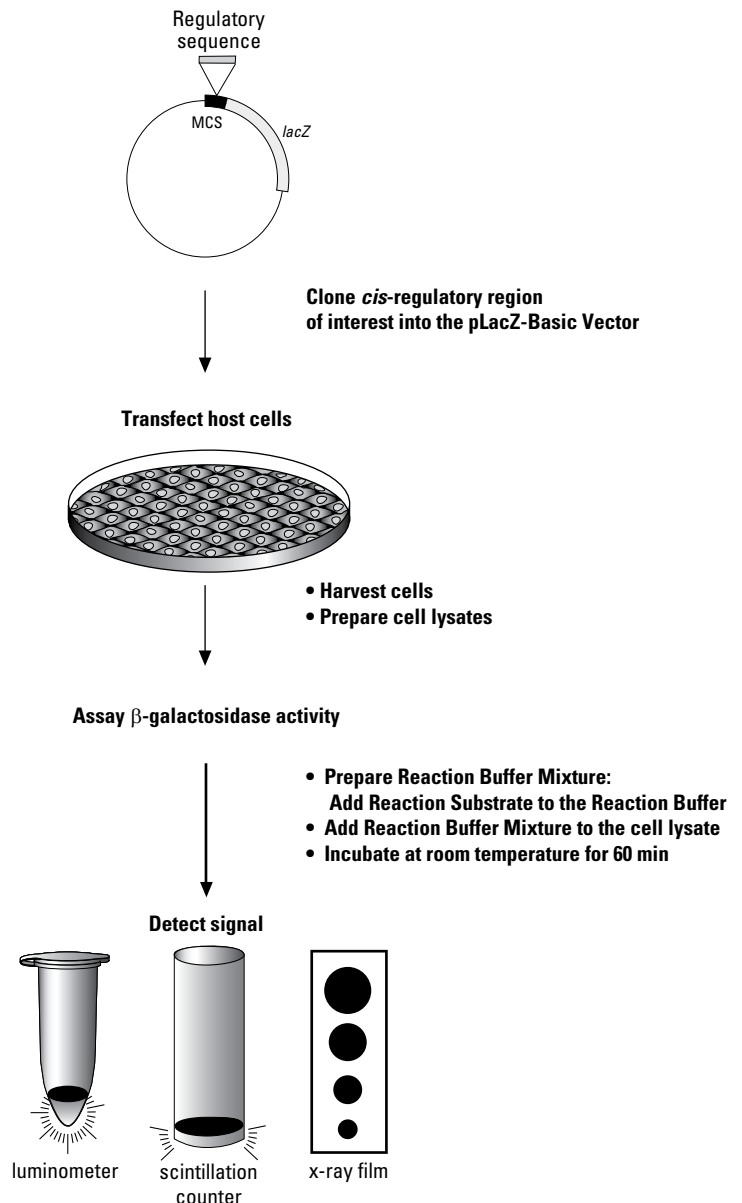 Regulatory
sequence
MCS
lacZ
Clone cis-regulatory region
of interest into the pLacZ-Basic Vector
Transfect host cells
• Harvest cells
• Prepare cell lysates
Assay β-galactosidase activity
• Prepare Reaction Buffer Mixture:
Add Reaction Substrate to the Reaction Buffer
• Add Reaction Buffer Mixture to the cell lysate
• Incubate at room temperature for 60 min
Detect signal
luminometer
scintillation
counter
x-ray film